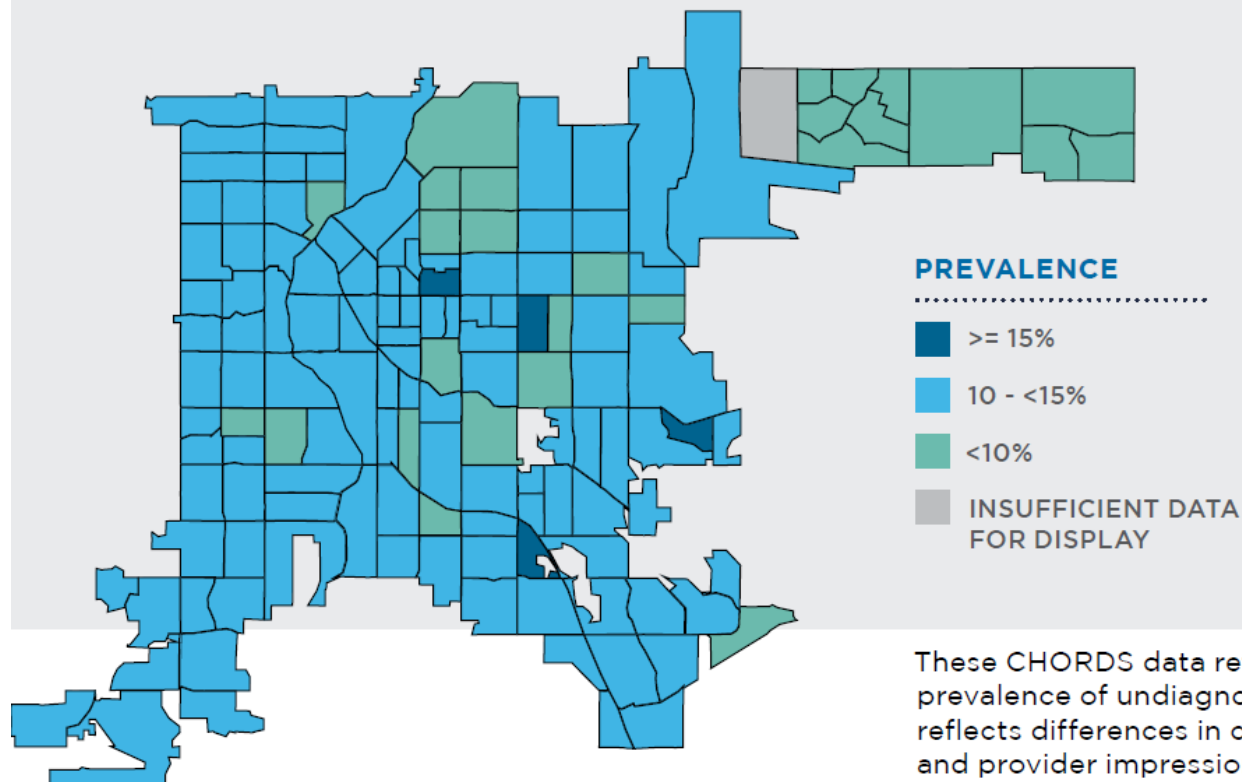 PREVALENCE
>= 15%
10 - <15%
<10%
INSUFFICIENT DATA
FOR DISPLAY
These CHORDS data re
prevalence of undiagno
reflects differences in
and provider impressio